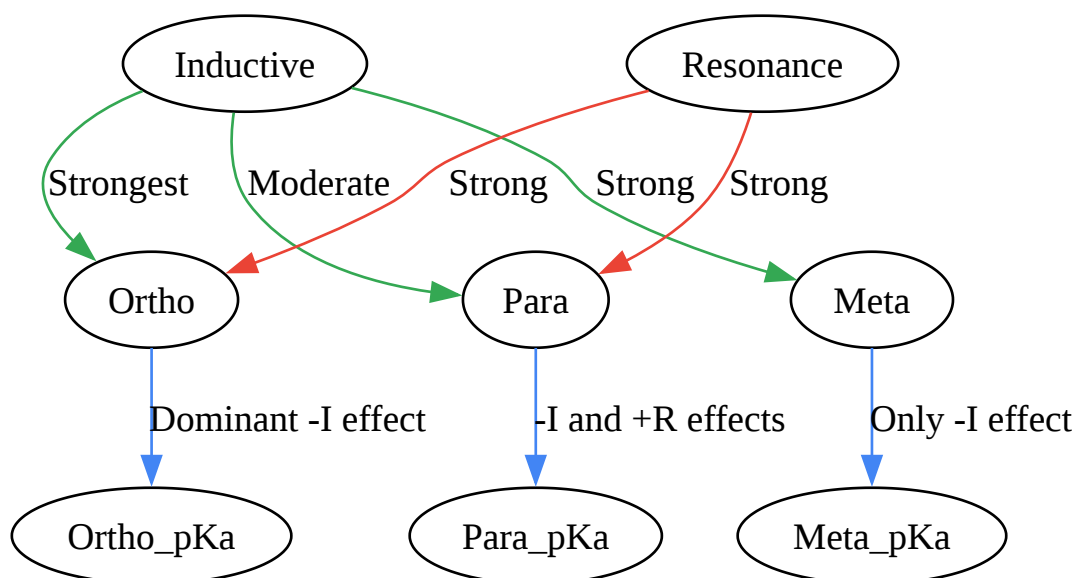 Inductive
Resonance
Strongest
Moderate
Strong
Strong
Strong
Ortho
Para
Meta
Dominant -I effect
-I and +R effects
Only -I effect
Ortho_pKa
Para_pKa
Meta_pKa